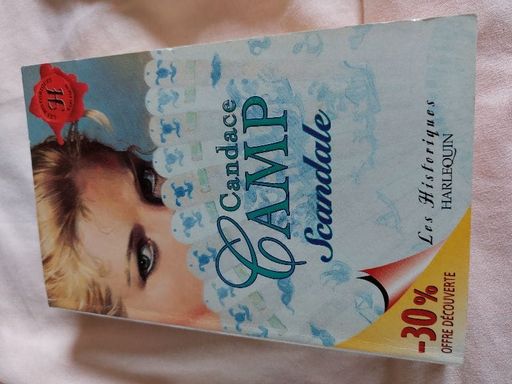 H
Candace
CAMP
Scandale
Les Historiques
HARLEQUIN
-30%
OFFRE DÉCOUVERTE